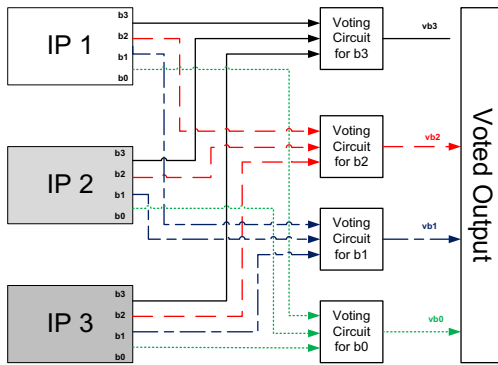 IP 1
b3
b2
b1
b0
IP 2
b3
b2
b1
b0
IP 3
b3
b2
b1
b0
Voting
Circuit
for b3
Voting
Circuit
for b2
Voting
Circuit
for b1
Voting
Circuit
for b0
vb3
vb2
vb1
vb0
Voted Output